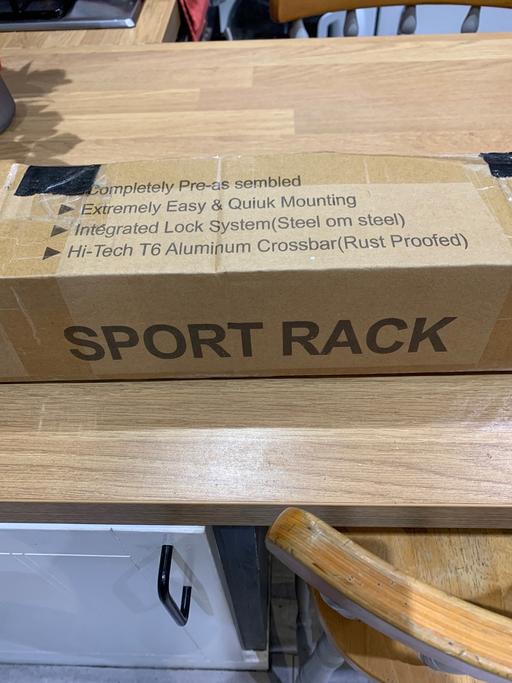 Completely Pre-as sembled
► Extremely Easy & Quiuk Mounting
► Integrated Lock System(Steel om steel)
► Hi-Tech T6 Aluminum Crossbar(Rust Proofed)
SPORT RACK